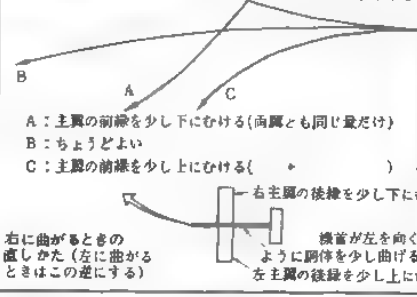 B
A
C
A：主翼の前縁を少し下にむける(両翼とも同じ量だけ)
B：ちょうどよい
C：主翼の前縁を少し上にむける( 〃 )
右主翼の後縁を少し下に
右に曲がるときの
直しかた(左に曲がる
ときはこの逆にする)
機首が左を向く
ように胴体を少し曲げる
左主翼の後縁を少し上に